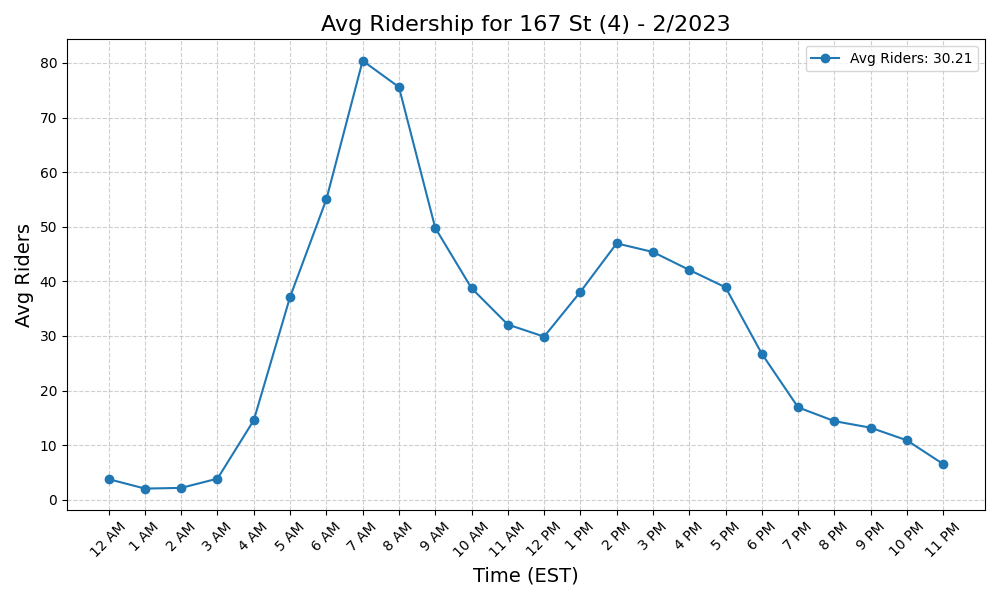 Avg Ridership for 167 St (4) - 2/2023
Avg Riders: 30.21
Avg Riders
80
70
60
50
40
30
20
10
0
12 AM
1 AM
2 AM
3 AM
4 AM
5 AM
6 AM
7 AM
8 AM
9 AM
10 AM
11 AM
12 PM
1 PM
2 PM
3 PM
4 PM
5 PM
6 PM
7 PM
8 PM
9 PM
10 PM
11 PM
Time (EST)